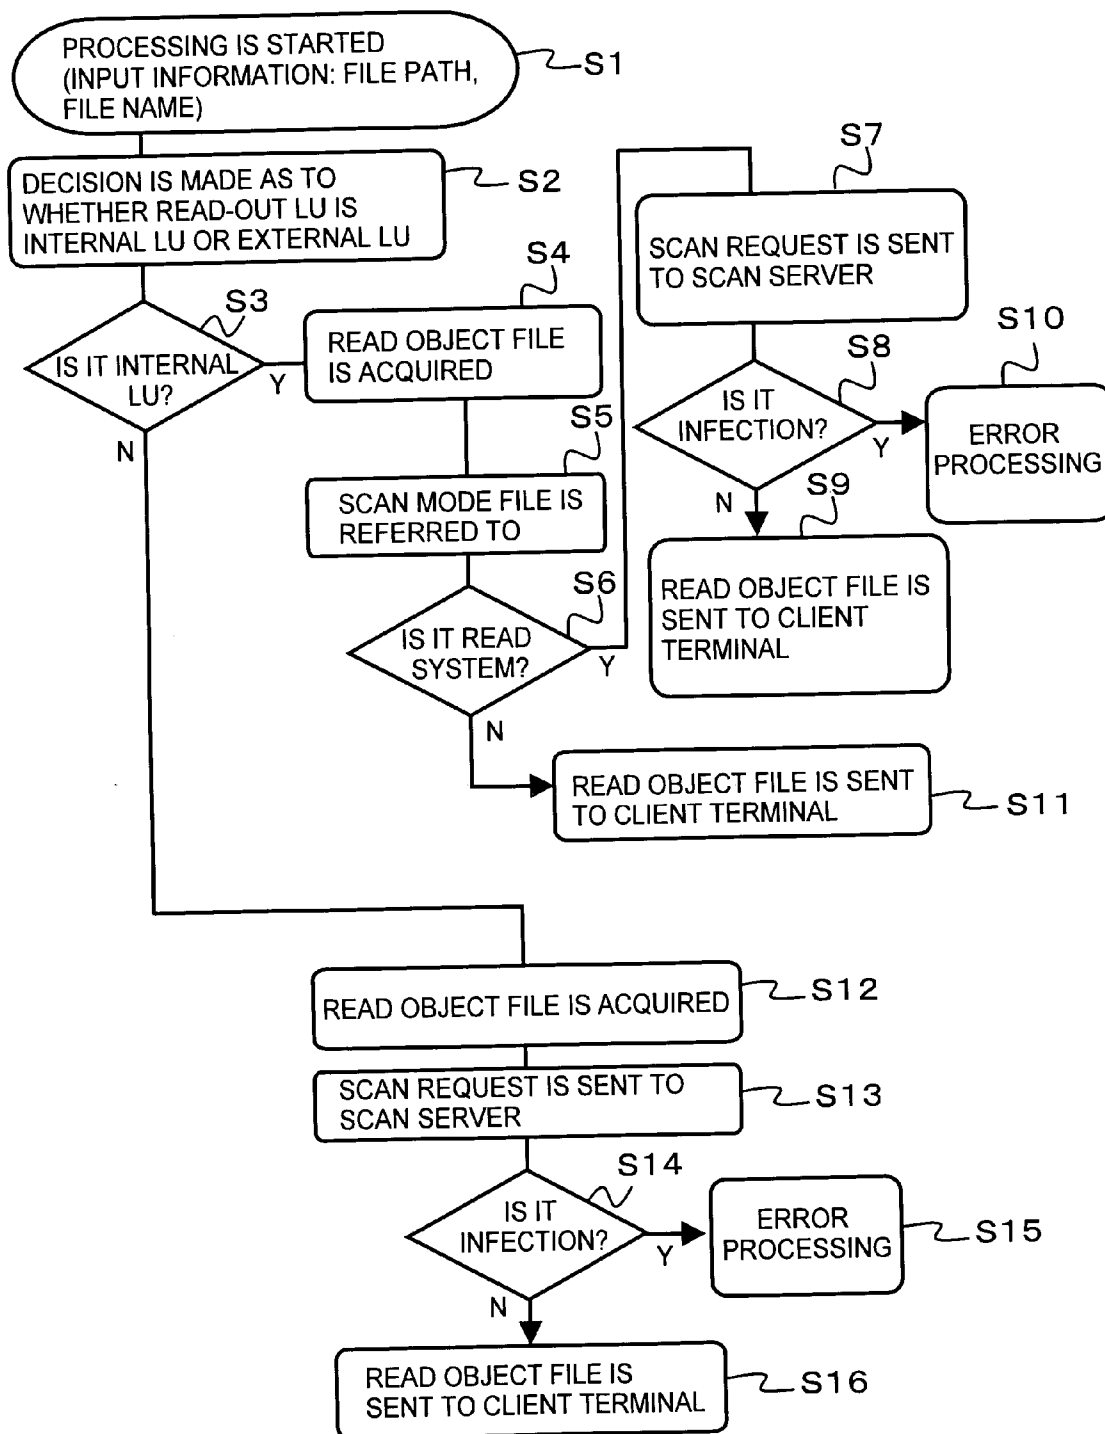 PROCESSING IS STARTED
(INPUT INFORMATION: FILE PATH,
FILE NAME)
S1
DECISION IS MADE AS TO
WHETHER READ-OUT LU IS
INTERNAL LU OR EXTERNAL LU
S2
IS IT INTERNAL
LU?
S3
Y
N
READ OBJECT FILE
IS ACQUIRED
S4
SCAN MODE FILE IS
REFERRED TO
S5
IS IT READ
SYSTEM?
S6
Y
N
SCAN REQUEST IS SENT
TO SCAN SERVER
S7
IS IT
INFECTION?
S8
Y
N
READ OBJECT FILE IS
SENT TO CLIENT
TERMINAL
S9
ERROR
PROCESSING
S10
READ OBJECT FILE IS SENT
TO CLIENT TERMINAL
S11
READ OBJECT FILE IS ACQUIRED
S12
SCAN REQUEST IS SENT TO
SCAN SERVER
S13
IS IT
INFECTION?
S14
Y
N
ERROR
PROCESSING
S15
READ OBJECT FILE IS
SENT TO CLIENT TERMINAL
S16